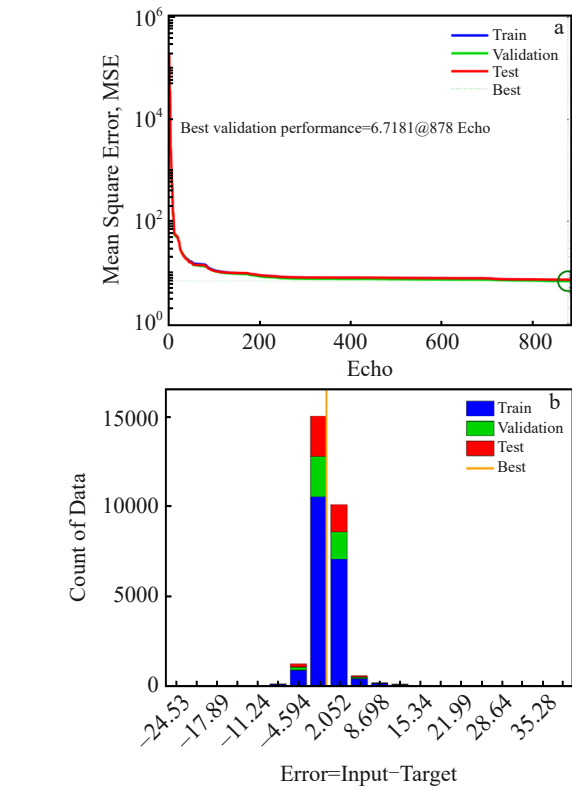 a
10^6
10^4
10^2
10^0
Mean Square Error, MSE
Train
Validation
Test
Best
Best validation performance=6.7181@878 Echo
0 200 400 600 800
Echo
b
15000
10000
5000
0
Count of Data
Train
Validation
Test
Best
−24.53 −17.89 −11.24 −4.594 2.052 8.698 15.34 21.99 28.64 35.28
Error=Input−Target